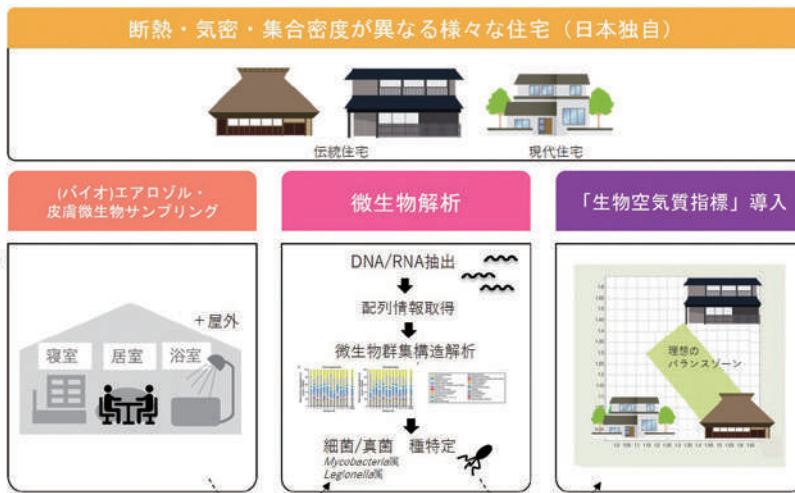 断熱・気密・集合密度が異なる様々な住宅（日本独自）
伝統住宅
現代住宅
(バイオ)エアロゾル・
皮膚微生物サンプリング
＋屋外
寝室
居室
浴室
微生物解析
DNA/RNA抽出
配列情報取得
微生物群集構造解析
細菌/真菌　種特定
Mycobacteria属
Legionella属
「生物空気質指標」導入
理想の
バランスゾーン